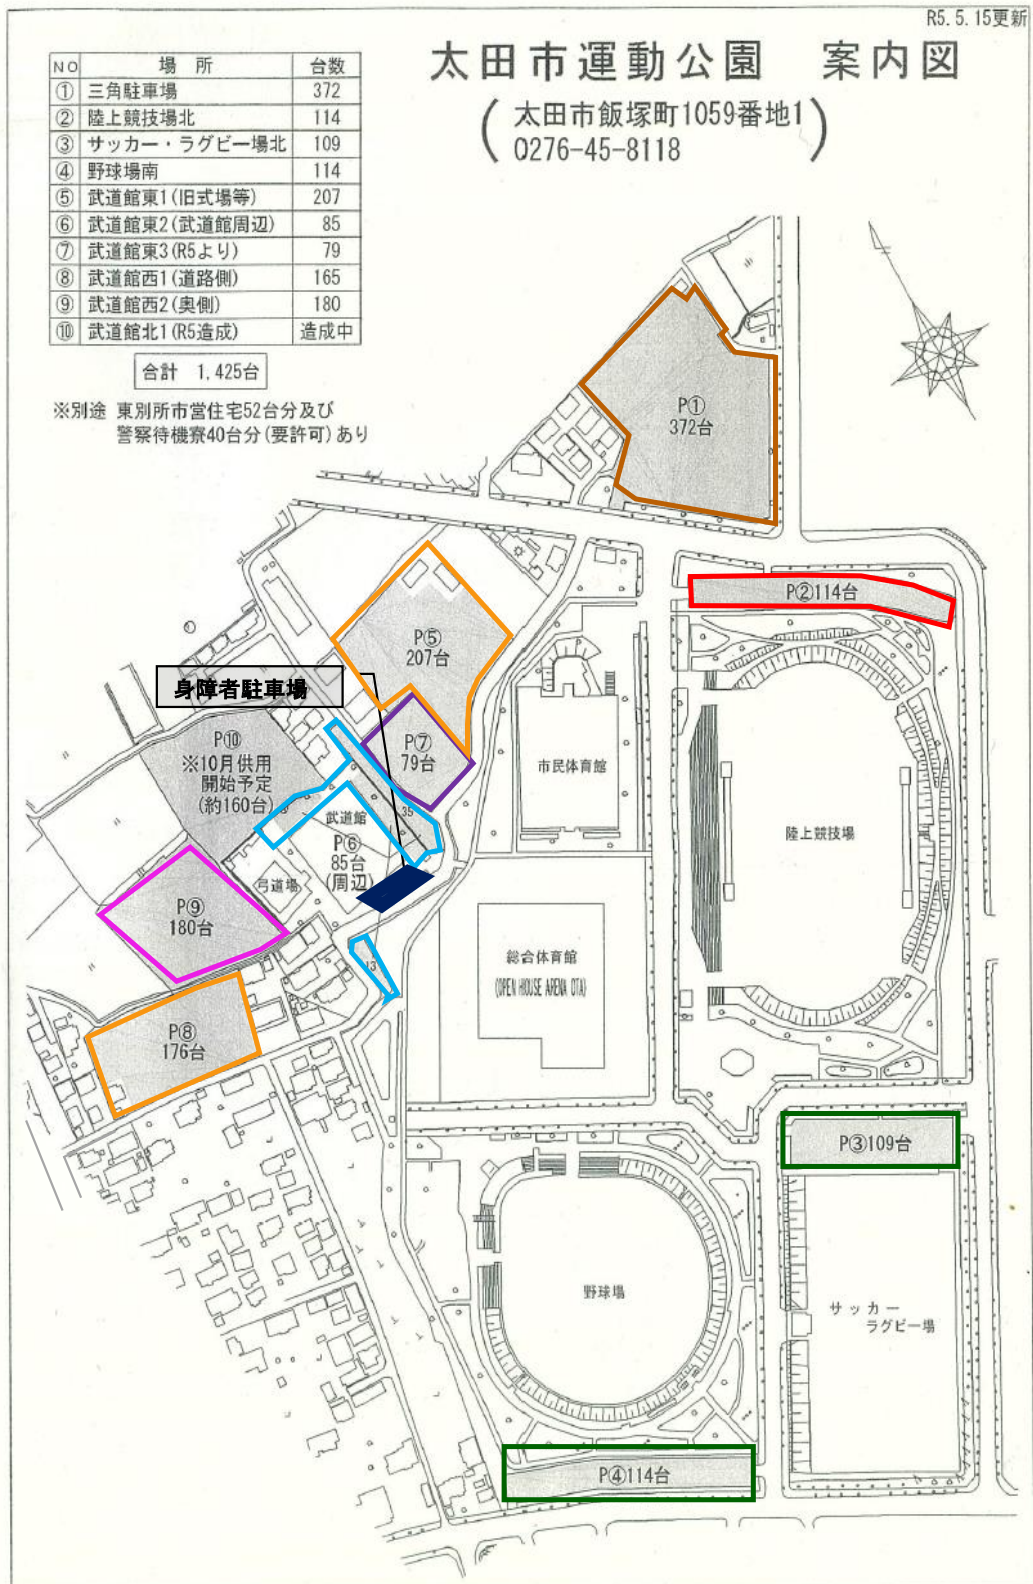 R5.5.15更新
太田市運動公園 案内図
(太田市飯塚町1059番地1
0276-45-8118)
NO 場 所 台数
① 三角駐車場 372
② 陸上競技場北 114
③ サッカー・ラグビー場北 109
④ 野球場南 114
⑤ 武道館東1(旧式場等) 207
⑥ 武道館東2(武道館周辺) 85
⑦ 武道館東3(R5より) 79
⑧ 武道館西1(道路側) 165
⑨ 武道館西2(奥側) 180
⑩ 武道館北1(R5造成) 造成中
合計 1,425台
※別途 東別所市営住宅52台分及び
警察待機寮40台分(要許可)あり
P①
372台
P②114台
P⑤
207台
身障者駐車場
P⑦
79台
P⑩
※10月供用
開始予定
(約160台)
市民体育館
35
武道館
P⑥
85台
(周辺)
陸上競技場
弓道場
P⑨
180台
13
総合体育館
(OPEN HOUSE ARENA OTA)
P⑧
176台
P③109台
野球場
サッカー
ラグビー場
P④114台